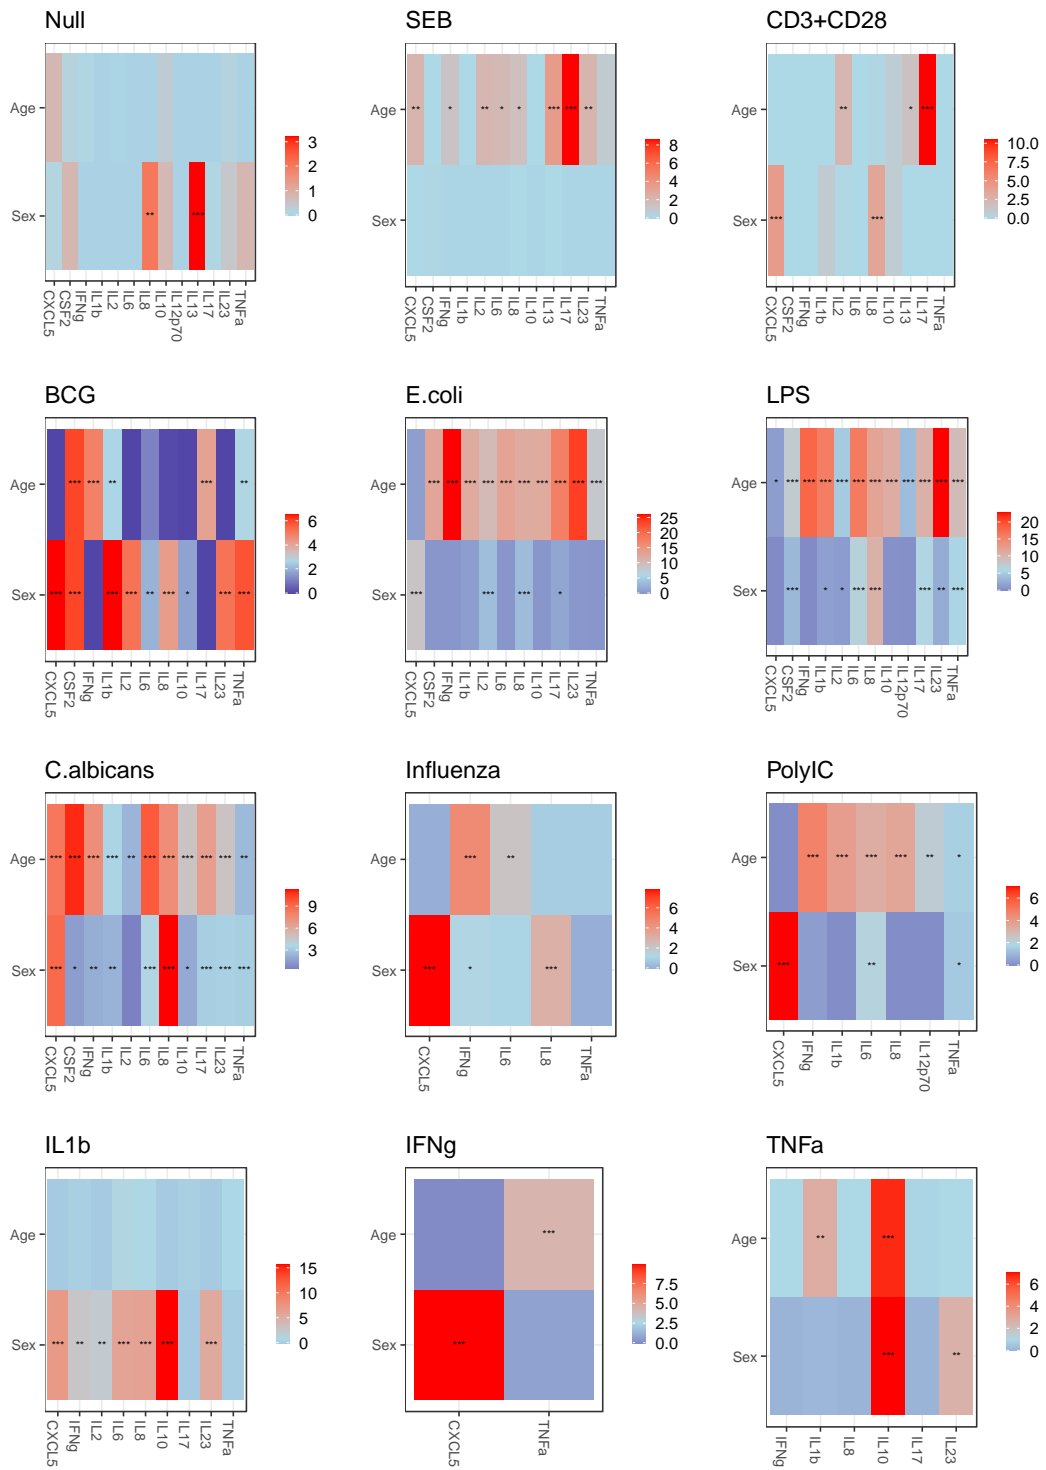 Null
Age
Sex
** ***
3
2
1
0
CXCL5 CSF2 IFNg IL1b IL2 IL6 IL8 IL10 IL12p70 IL13 IL17 IL23 TNFa
SEB
Age
** * ** * * *** *** **
Sex
8
6
4
2
0
CXCL5 CSF2 IFNg IL1b IL2 IL6 IL8 IL10 IL13 IL17 IL23 TNFa
CD3+CD28
Age
** * ***
Sex
*** ***
10.0
7.5
5.0
2.5
0.0
CXCL5 CSF2 IFNg IL1b IL2 IL6 IL8 IL10 IL13 IL17 TNFa
BCG
Age
*** *** ** *** **
Sex
*** *** *** *** ** *** * *** ***
6
4
2
0
CXCL5 CSF2 IFNg IL1b IL2 IL6 IL8 IL10 IL17 IL23 TNFa
E.coli
Age
*** *** *** *** *** *** *** *** *** ***
Sex
*** *** *** *
25
20
15
10
5
0
CXCL5 CSF2 IFNg IL1b IL2 IL6 IL8 IL10 IL17 IL23 TNFa
LPS
Age
* *** *** *** *** *** *** *** *** *** *** ***
Sex
*** * * *** *** *** ** ***
20
15
10
5
0
CXCL5 CSF2 IFNg IL1b IL2 IL6 IL8 IL10 IL12p70 IL17 IL23 TNFa
C.albicans
Age
*** *** *** *** ** *** *** *** *** *** **
Sex
*** * ** ** *** *** * *** *** ***
9
6
3
CXCL5 CSF2 IFNg IL1b IL2 IL6 IL8 IL10 IL17 IL23 TNFa
Influenza
Age
*** **
Sex
*** * ***
6
4
2
0
CXCL5 IFNg IL6 IL8 TNFa
PolyIC
Age
*** *** *** *** ** *
Sex
*** ** *
6
4
2
0
CXCL5 IFNg IL1b IL6 IL8 IL12p70 TNFa
IL1b
Age
Sex
*** ** ** *** *** *** ***
15
10
5
0
CXCL5 IFNg IL2 IL6 IL8 IL10 IL17 IL23 TNFa
IFNg
Age
***
Sex
***
7.5
5.0
2.5
0.0
CXCL5 TNFa
TNFa
Age
** ***
Sex
*** **
6
4
2
0
IFNg IL1b IL8 IL10 IL17 IL23